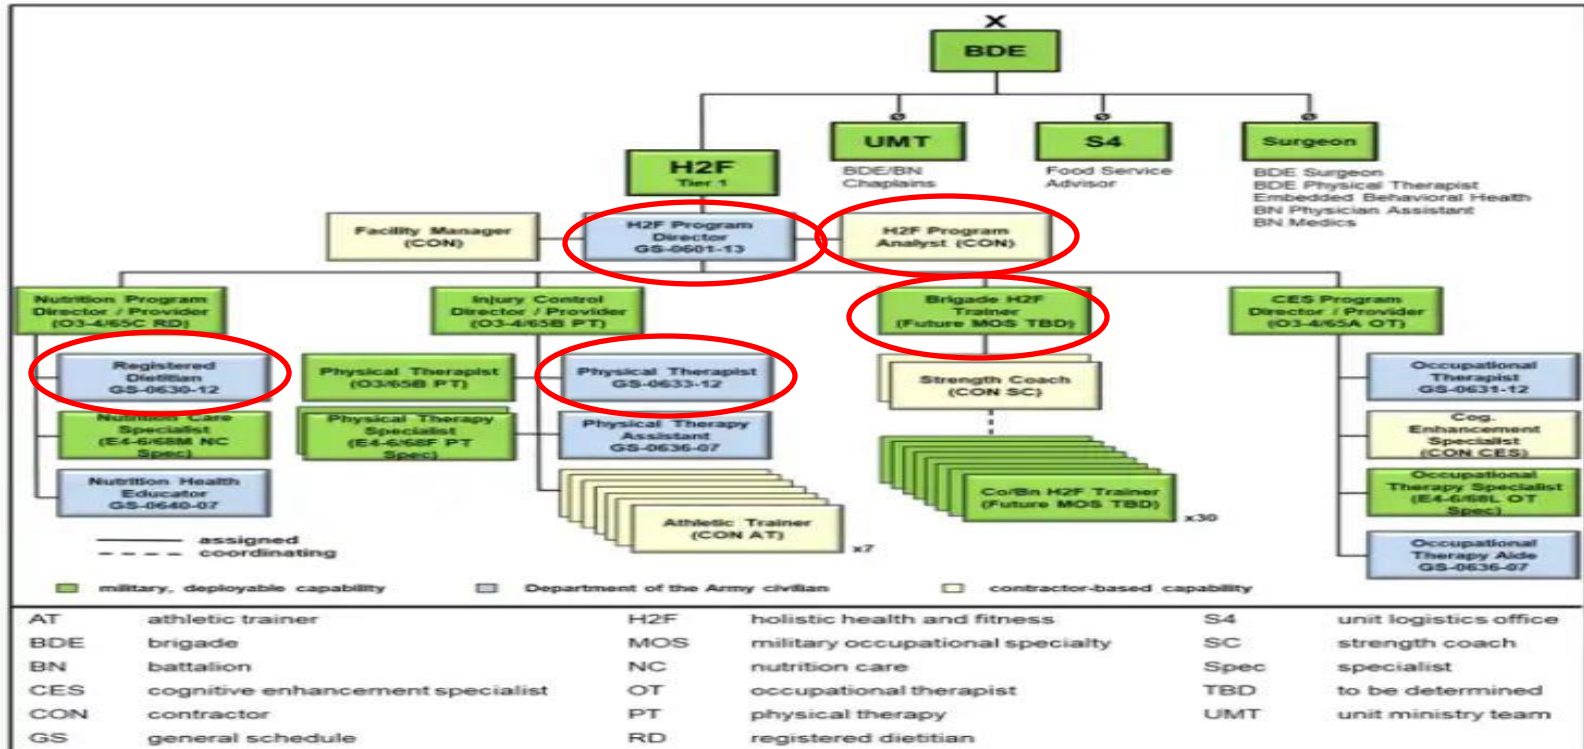 X
BDE
UMT
BDE/BN
Chaplains
S4
Food Service
Advisor
Surgeon
BDE Surgeon
BDE Physical Therapist
Embedded Behavioral Health
BN Physician Assistant
BN Medics
H2F
Tier 1
Facility Manager
(CON)
H2F Program
Director
GS-0601-13
H2F Program
Analyst (CON)
Nutrition Program
Director / Provider
(O3-4/65C RD)
Injury Control
Director / Provider
(O3-4/65B PT)
Brigade H2F
Trainer
(Future MOS TBD)
CES Program
Director / Provider
(O3-4/65A OT)
Registered
Dietitian
GS-0630-12
Nutrition Care
Specialist
(E4-6/68M NC
Spec)
Nutrition Health
Educator
GS-0640-07
Physical Therapist
(O3/65B PT)
Physical Therapy
Specialist
(E4-6/68F PT
Spec)
Physical Therapist
GS-0633-12
Physical Therapy
Assistant
GS-0636-07
Athletic Trainer
(CON AT)
x7
Strength Coach
(CON SC)
Co/Bn H2F Trainer
(Future MOS TBD)
x30
Occupational
Therapist
GS-0631-12
Cog.
Enhancement
Specialist
(CON CES)
Occupational
Therapy Specialist
(E4-6/68L OT
Spec)
Occupational
Therapy Aide
GS-0636-07
assigned
coordinating
military, deployable capability
Department of the Army civilian
contractor-based capability
AT athletic trainer
BDE brigade
BN battalion
CES cognitive enhancement specialist
CON contractor
GS general schedule
H2F holistic health and fitness
MOS military occupational specialty
NC nutrition care
OT occupational therapist
PT physical therapy
RD registered dietitian
S4 unit logistics office
SC strength coach
Spec specialist
TBD to be determined
UMT unit ministry team